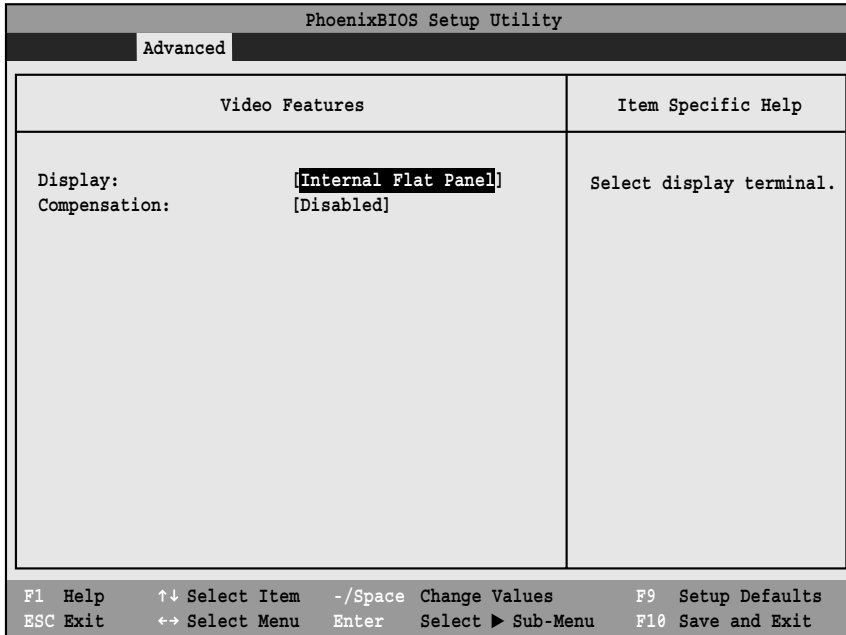 PhoenixBIOS Setup Utility
Advanced
Video Features
Item Specific Help
Display: [Internal Flat Panel]
Select display terminal.
Compensation: [Disabled]
F1 Help ↑↓ Select Item -/Space Change Values F9 Setup Defaults
ESC Exit ←→ Select Menu Enter Select ▶ Sub-Menu F10 Save and Exit